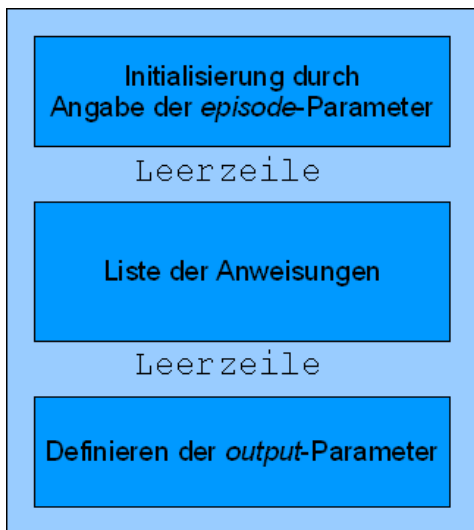 Initialisierung durch
Angabe der episode-Parameter
Leerzeile
Liste der Anweisungen
Leerzeile
Definieren der output-Parameter